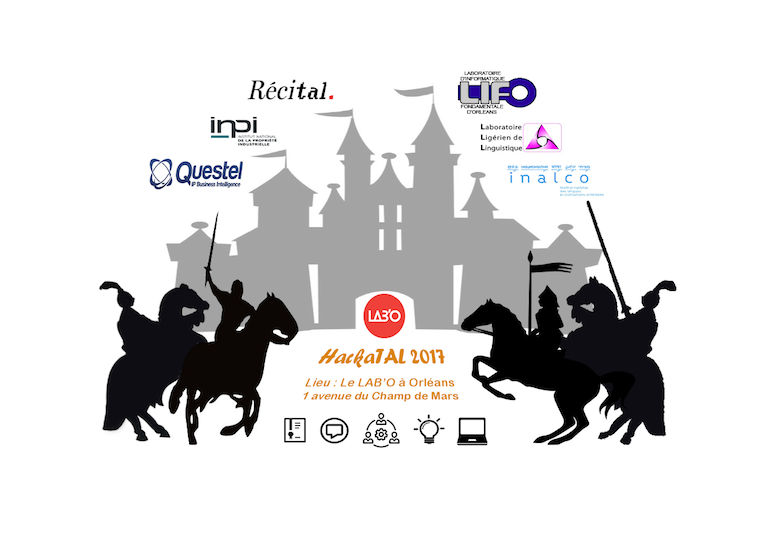 Récital.
inpi
INSTITUT NATIONAL
DE LA PROPRIÉTÉ
INDUSTRIELLE
Questel
IP Business Intelligence
LABORATOIRE
D'INFORMATIQUE
LIFO
FONDAMENTALE
D'ORLEANS
Laboratoire
Ligérien de
Linguistique
inalco
LAB'O
HackaTAL 2017
Lieu : Le LAB'O à Orléans
1 avenue du Champ de Mars